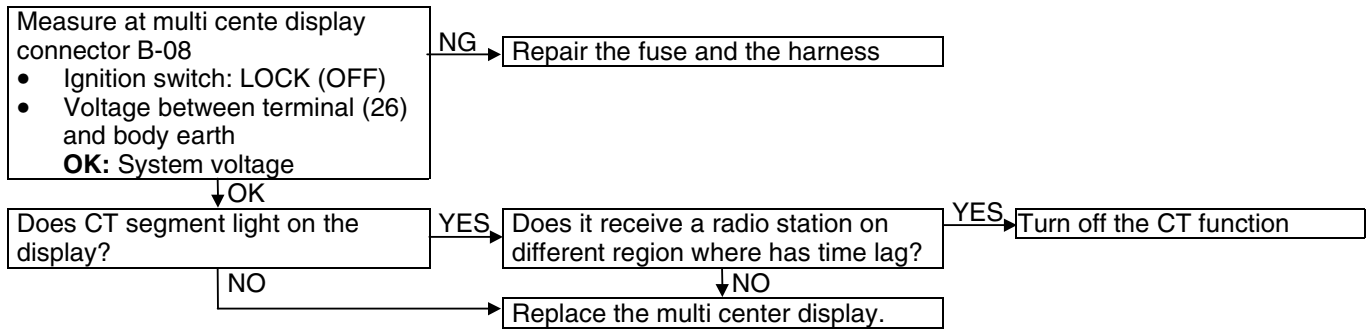 Measure at multi cente display
connector B-08
• Ignition switch: LOCK (OFF)
• Voltage between terminal (26)
and body earth
OK: System voltage
NG
Repair the fuse and the harness
OK
Does CT segment light on the
display?
YES
Does it receive a radio station on
different region where has time lag?
YES
Turn off the CT function
NO
NO
Replace the multi center display.